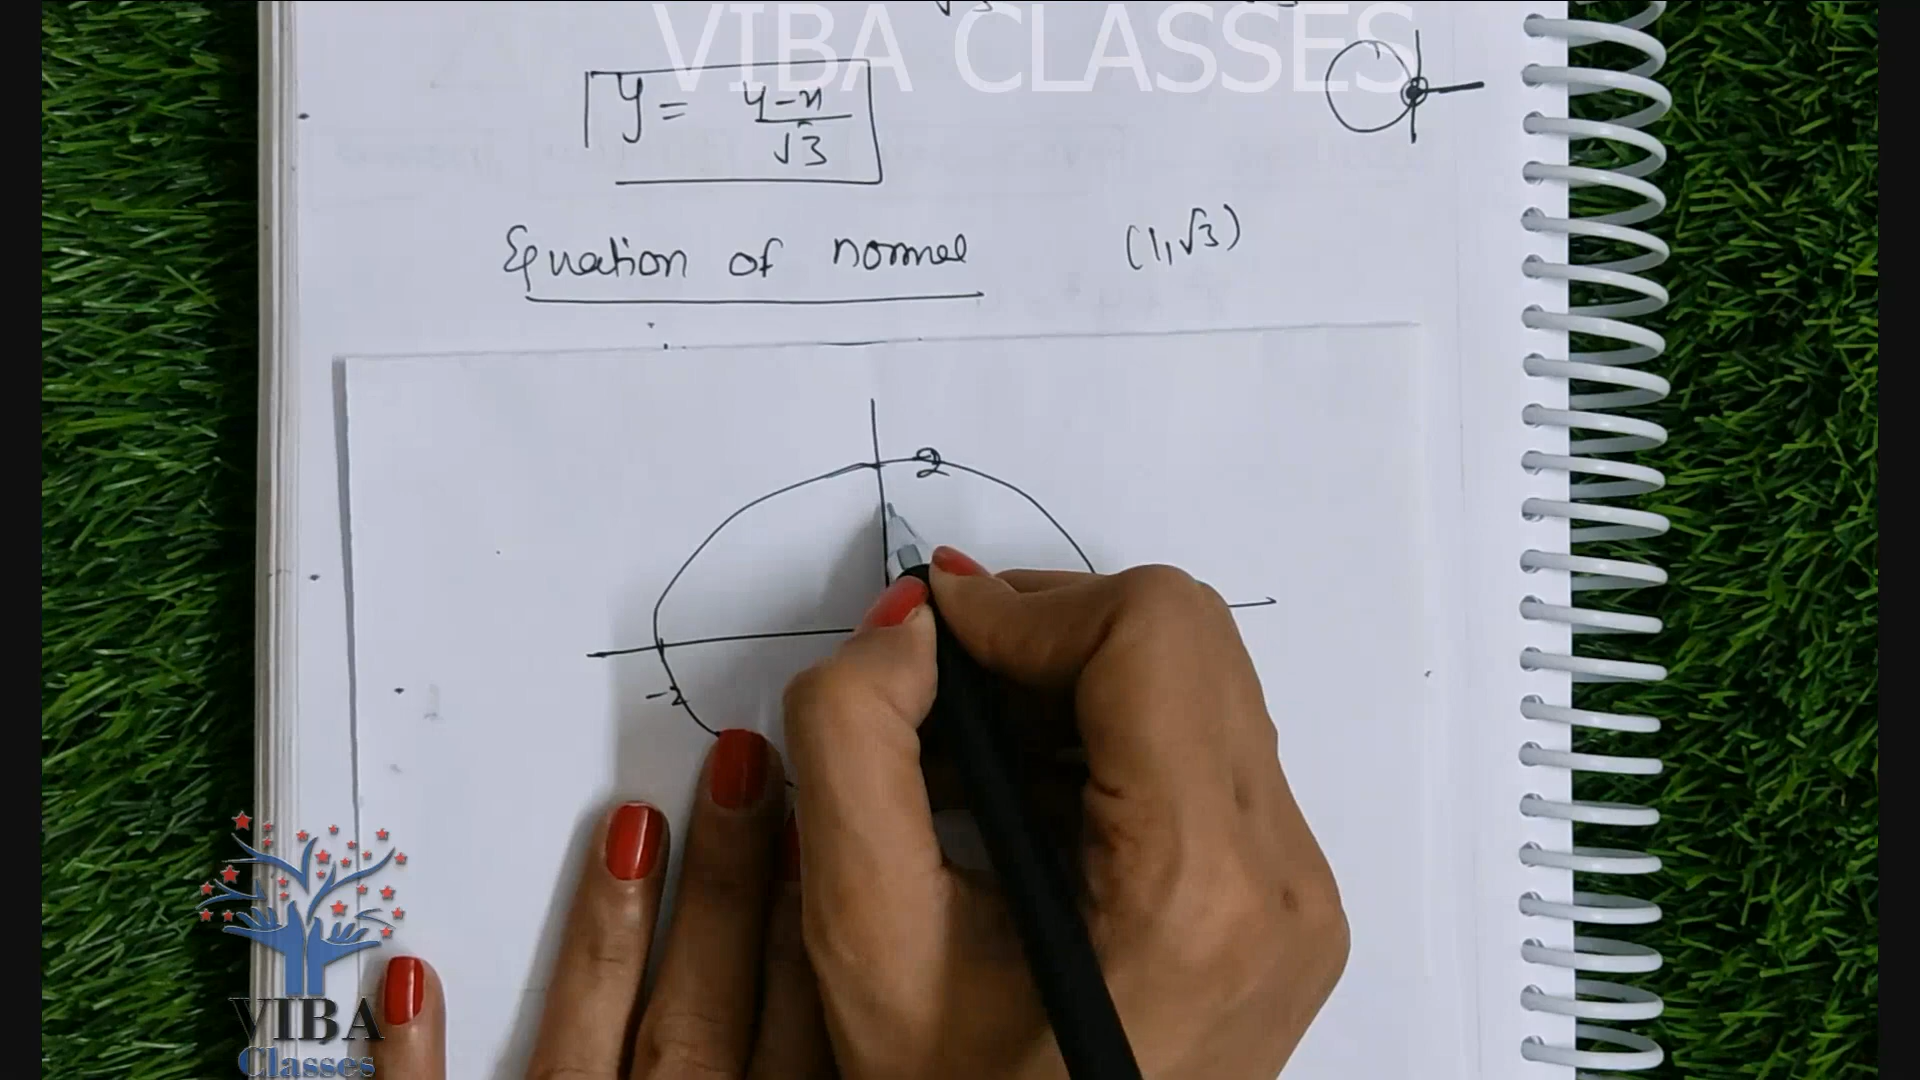 VIBA CLASSES
y = 4-x
√3
Equation of normal (1,√3)
2
-2
VIBA
Classes